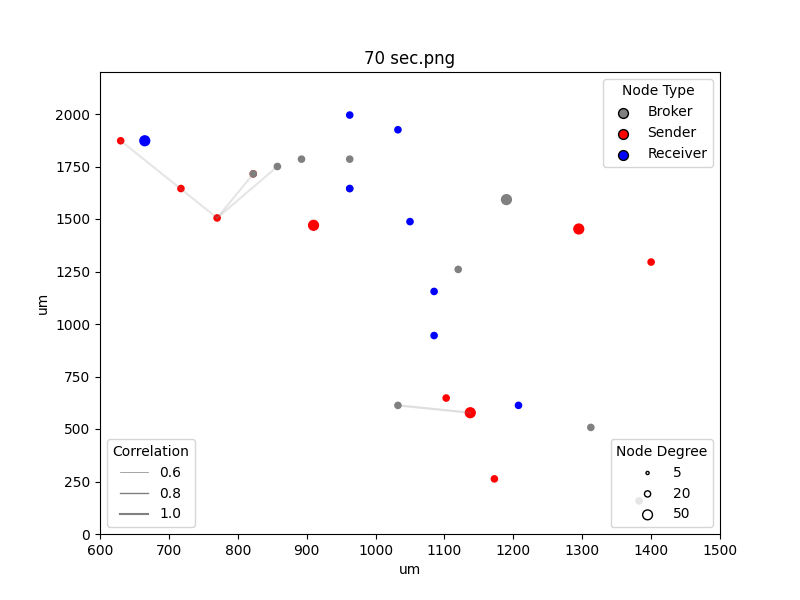 70 sec.png
Node Type
Broker
Sender
Receiver
2000
1750
1500
1250
1000
750
500
250
0
um
Correlation
0.6
0.8
1.0
Node Degree
5
20
50
600 700 800 900 1000 1100 1200 1300 1400 1500
um